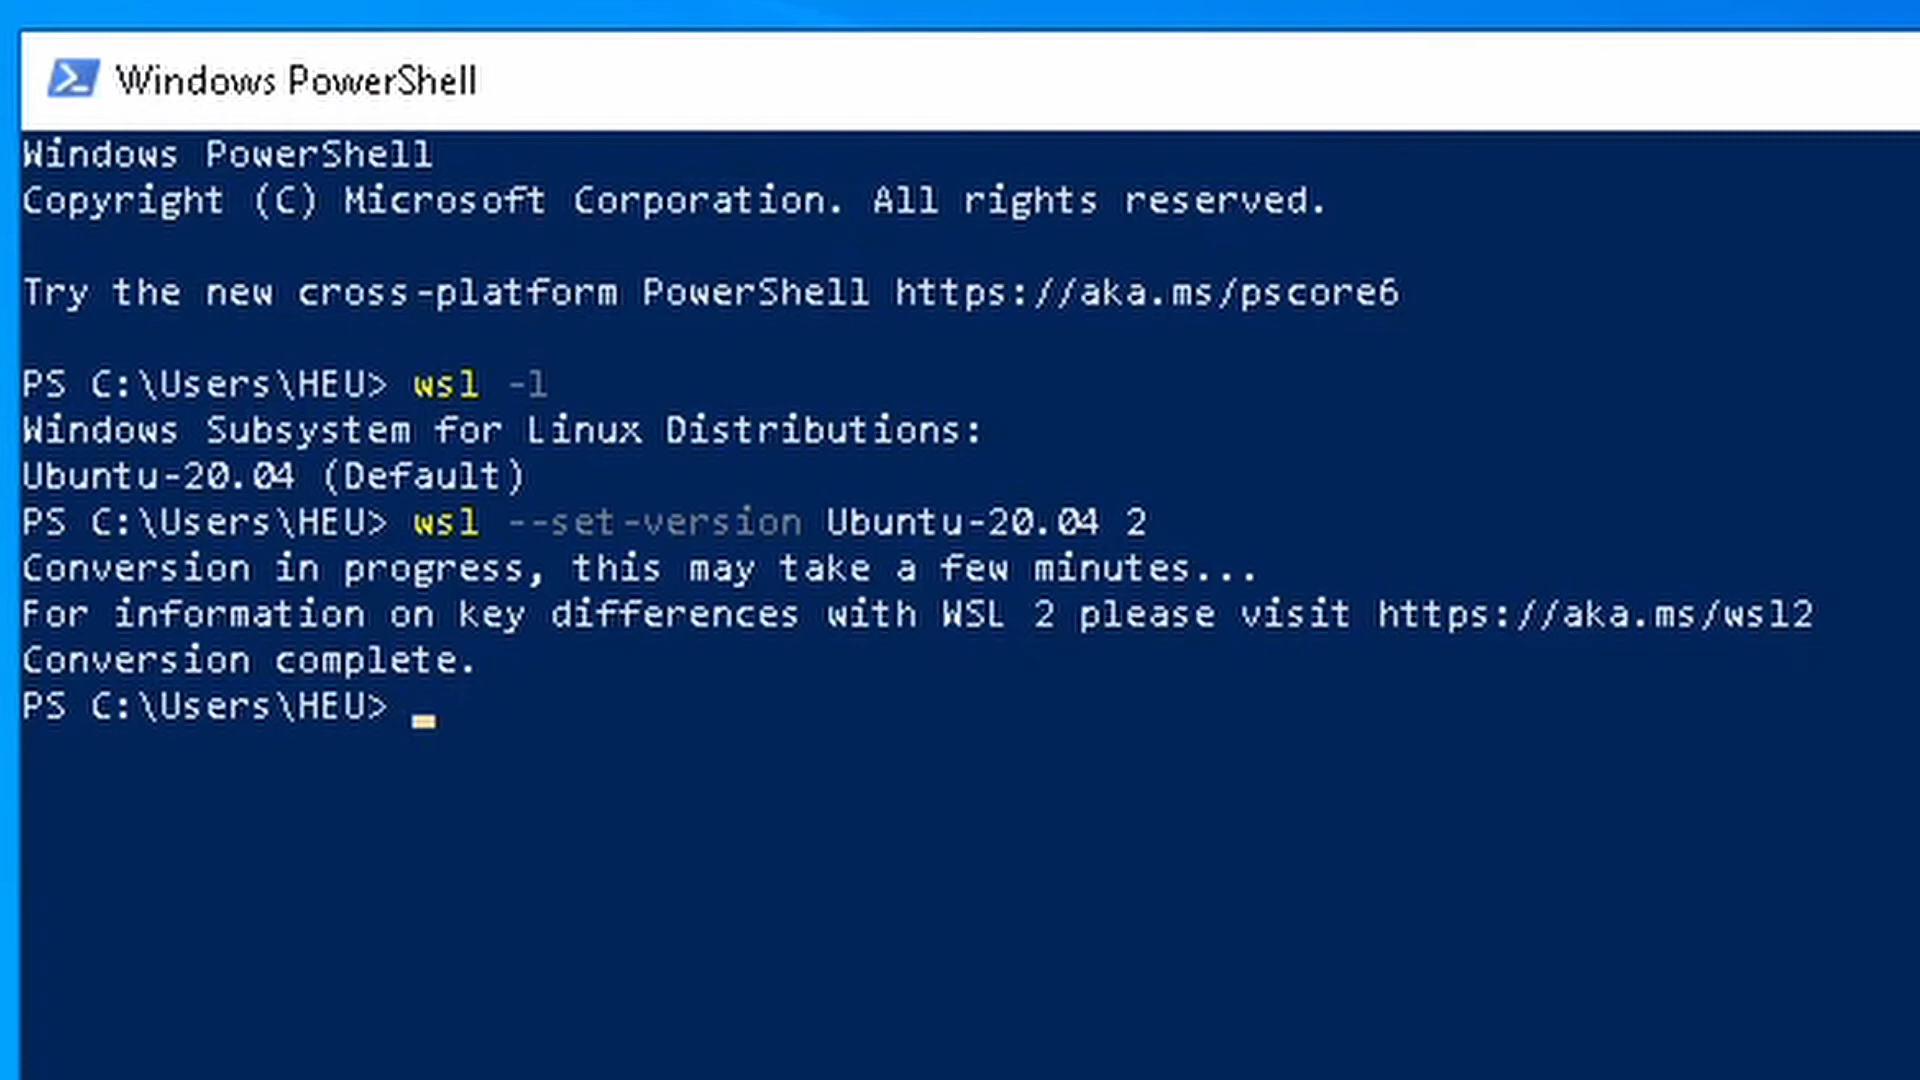 Windows PowerShell
Windows PowerShell
Copyright (C) Microsoft Corporation. All rights reserved.
Try the new cross-platform PowerShell https://aka.ms/pscore6
PS C:\Users\HEU> wsl -l
Windows Subsystem for Linux Distributions:
Ubuntu-20.04 (Default)
PS C:\Users\HEU> wsl --set-version Ubuntu-20.04 2
Conversion in progress, this may take a few minutes...
For information on key differences with WSL 2 please visit https://aka.ms/wsl2
Conversion complete.
PS C:\Users\HEU>